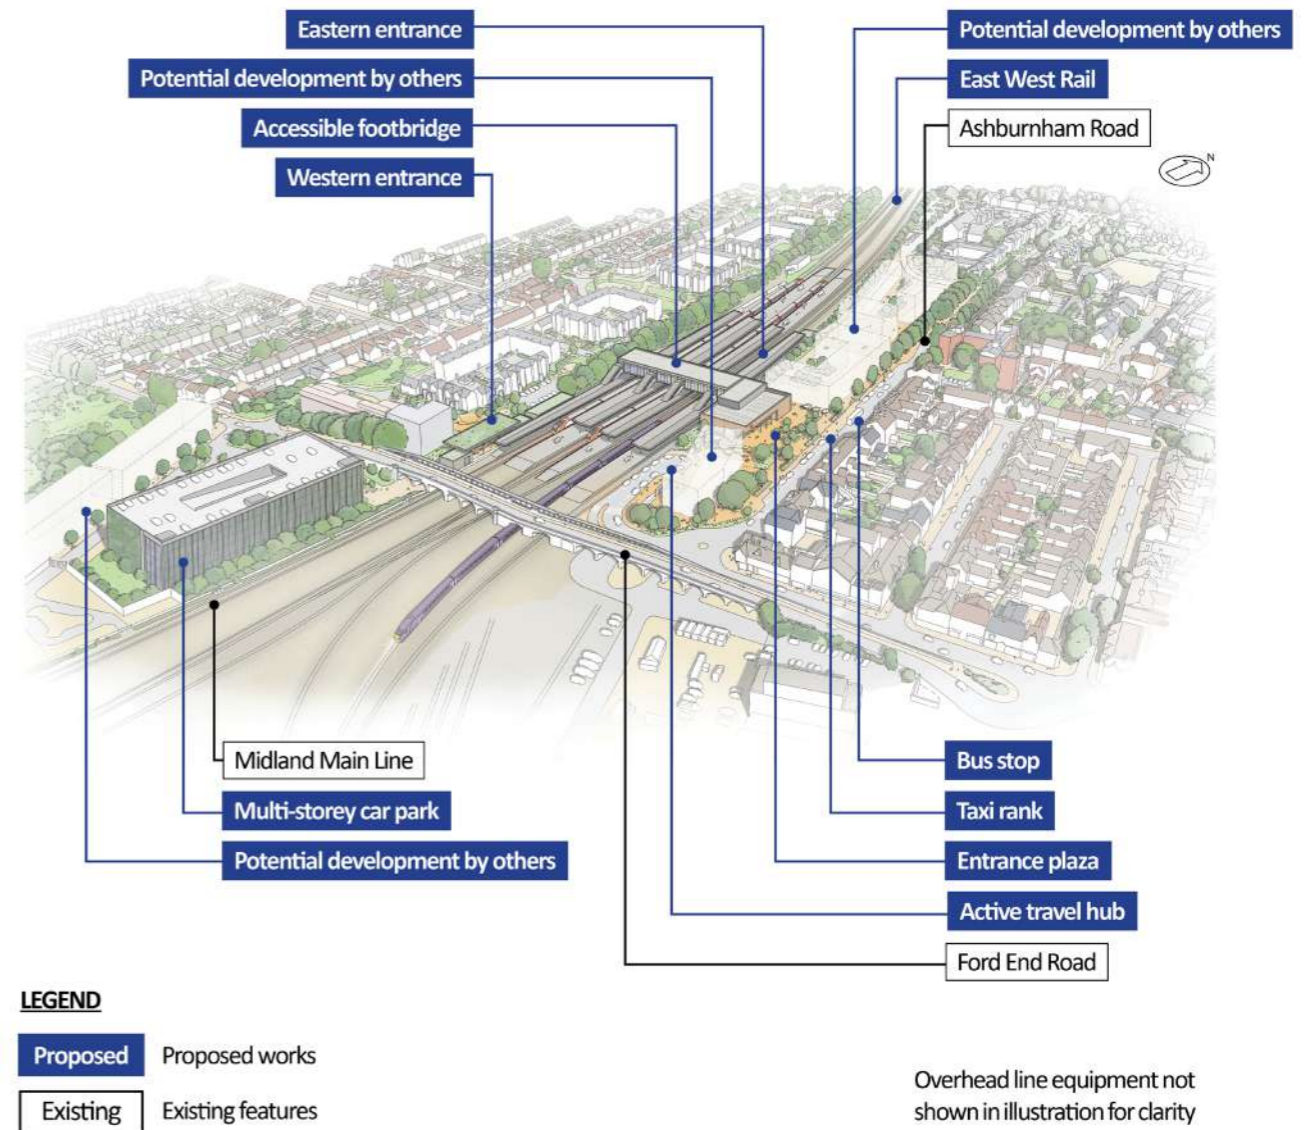 Eastern entrance
Potential development by others
Accessible footbridge
Western entrance
Potential development by others
East West Rail
Ashburnham Road
N
Midland Main Line
Multi-storey car park
Potential development by others
Bus stop
Taxi rank
Entrance plaza
Active travel hub
Ford End Road
LEGEND
Proposed Proposed works
Existing Existing features
Overhead line equipment not
shown in illustration for clarity